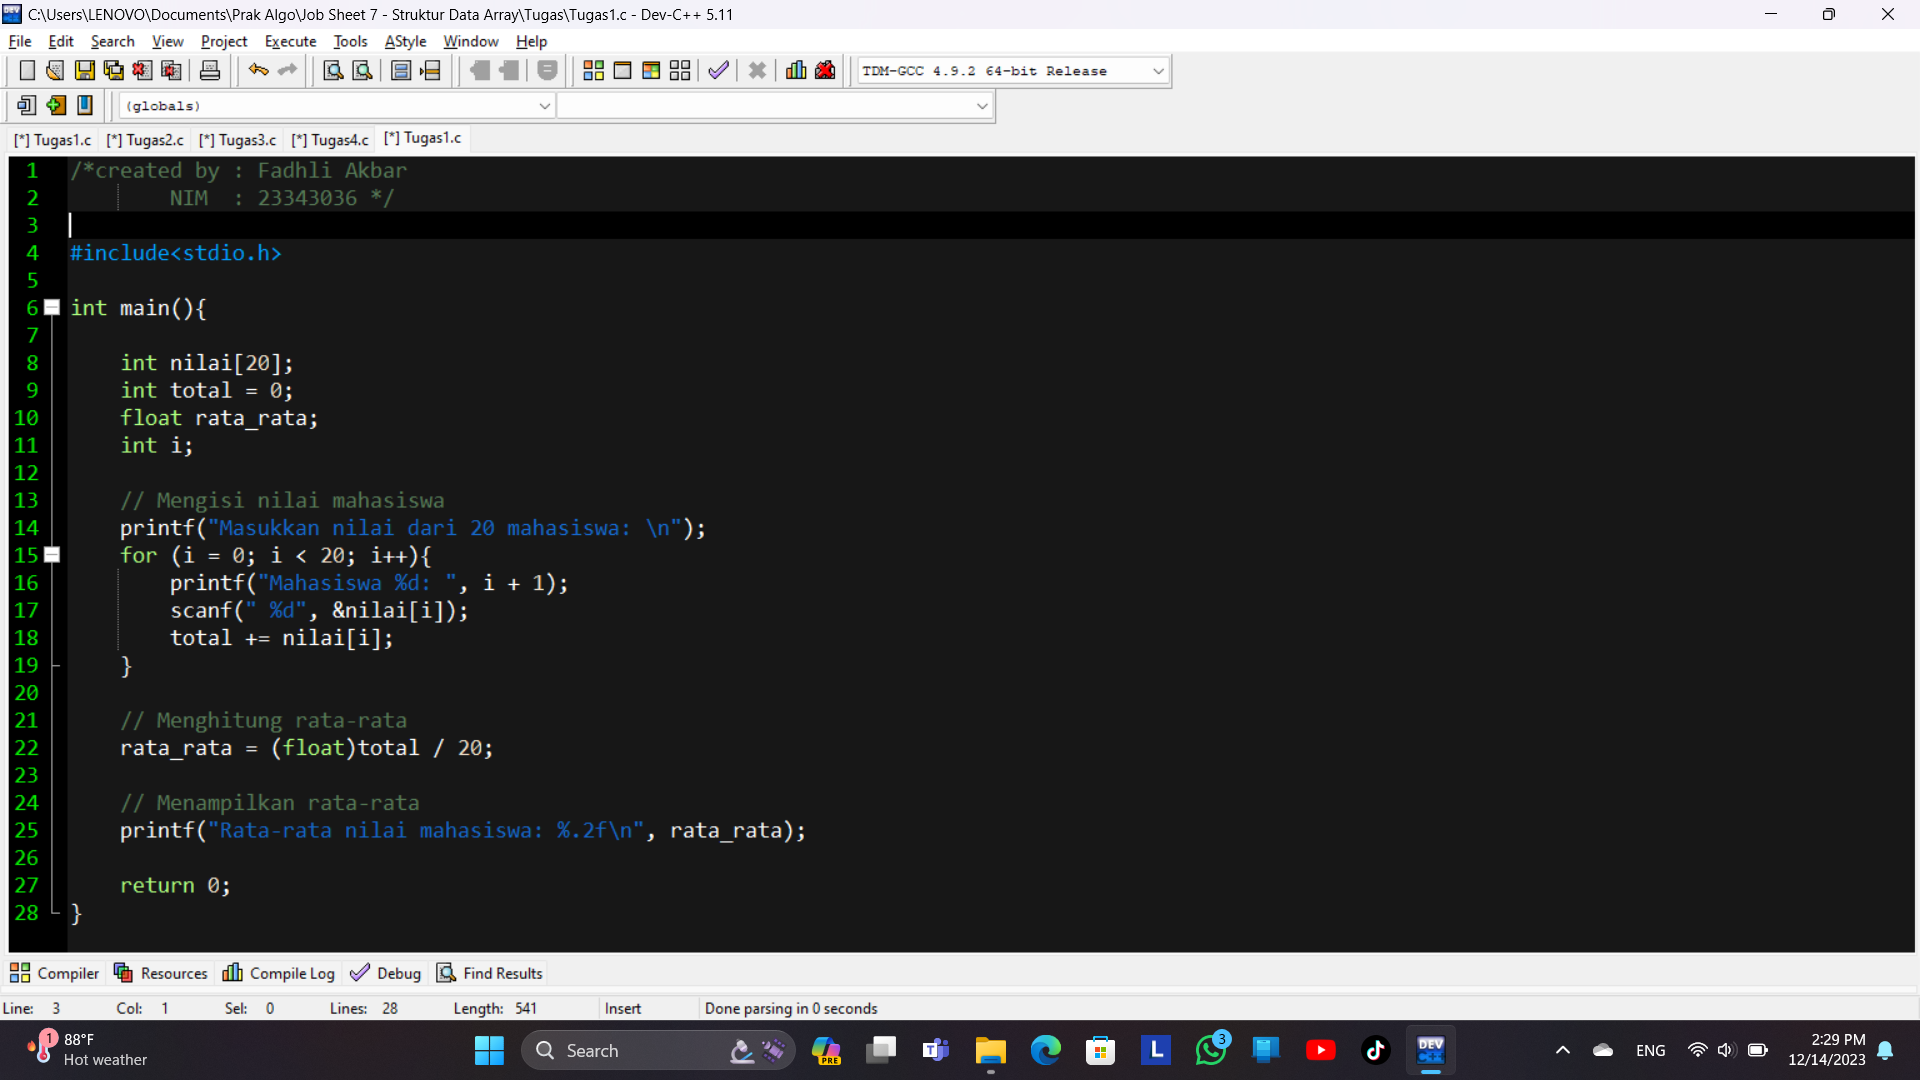 C:\Users\LENOVO\Documents\Prak Algo\Job Sheet 7 - Struktur Data Array\Tugas\Tugas1.c - Dev-C++ 5.11
File Edit Search View Project Execute Tools AStyle Window Help
TDM-GCC 4.9.2 64-bit Release
(globals)
[*] Tugas1.c [*] Tugas2.c [*] Tugas3.c [*] Tugas4.c [*] Tugas1.c
1 /*created by : Fadhli Akbar
2 NIM : 23343036 */
3
4 #include<stdio.h>
5
6 int main(){
7
8 int nilai[20];
9 int total = 0;
10 float rata_rata;
11 int i;
12
13 // Mengisi nilai mahasiswa
14 printf("Masukkan nilai dari 20 mahasiswa: \n");
15 for (i = 0; i < 20; i++){
16 printf("Mahasiswa %d: ", i + 1);
17 scanf(" %d", &nilai[i]);
18 total += nilai[i];
19 }
20
21 // Menghitung rata-rata
22 rata_rata = (float)total / 20;
23
24 // Menampilkan rata-rata
25 printf("Rata-rata nilai mahasiswa: %.2f\n", rata_rata);
26
27 return 0;
28 }
Compiler Resources Compile Log Debug Find Results
Line: 3 Col: 1 Sel: 0 Lines: 28 Length: 541 Insert Done parsing in 0 seconds
1 88°F
Hot weather
Search
PRE
L
3
DEV C++
ENG
2:29 PM
12/14/2023